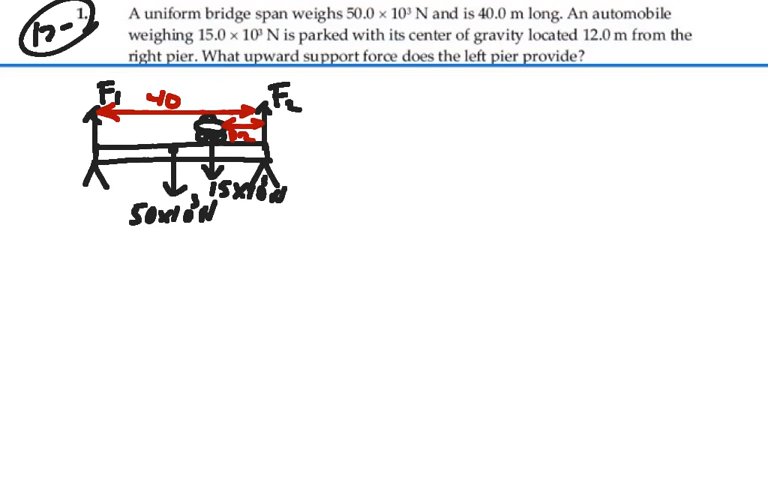 1.
A uniform bridge span weighs 50.0 × 10³ N and is 40.0 m long. An automobile
weighing 15.0 × 10³ N is parked with its center of gravity located 12.0 m from the
right pier. What upward support force does the left pier provide?
F₁ 40 F₂
12
15x10³N
50x10³N